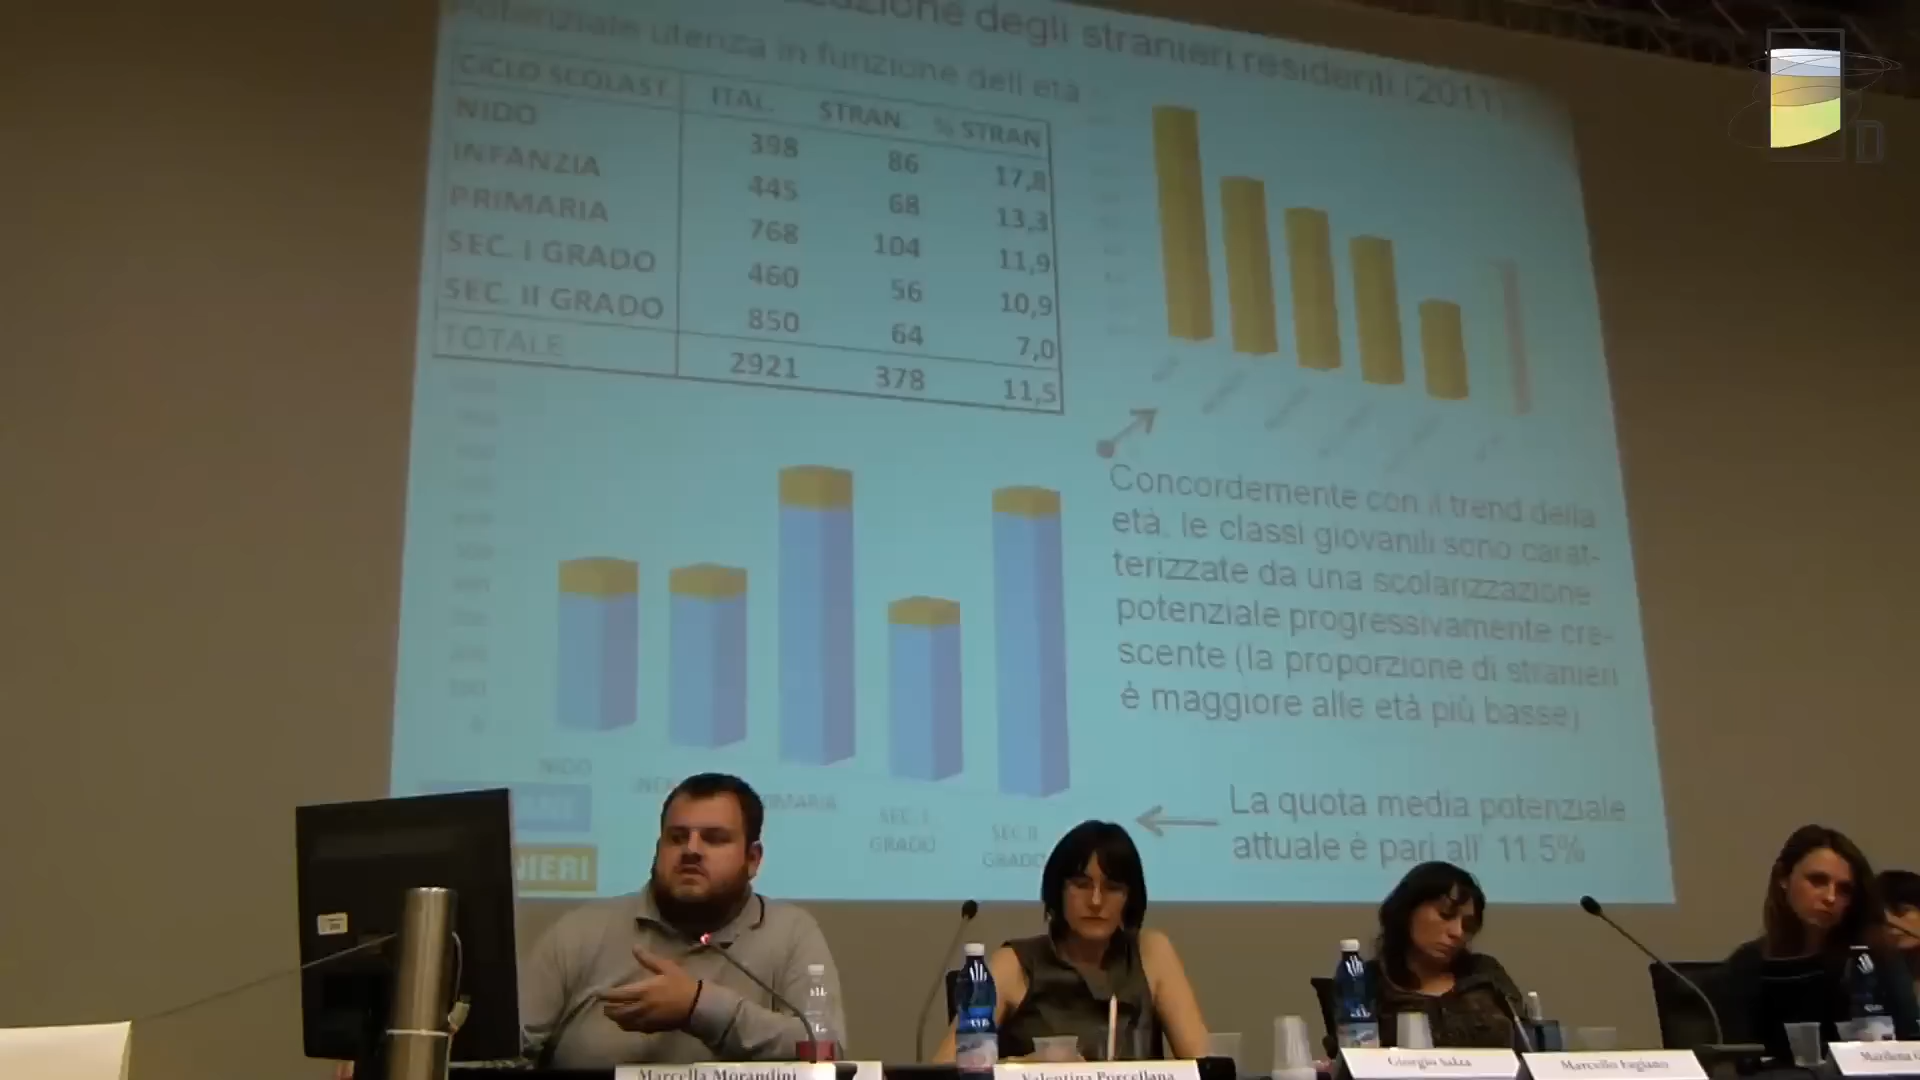 degli stranieri residenti (2011)
Potenziale utenza in funzione dell età
CICLO SCOLAST ITAL. STRAN. % STRAN
NIDO 398 86 17,8
INFANZIA 445 68 13,3
PRIMARIA 768 104 11,9
SEC. I GRADO 460 56 10,9
SEC. II GRADO 850 64 7,0
TOTALE 2921 378 11,5
Concordemente con il trend della
età, le classi giovanili sono carat-
terizzate da una scolarizzazione
potenziale progressivamente cre-
scente (la proporzione di stranieri
è maggiore alle età più basse)
NIDO
SEC. I
GRADO
SEC II
GRADO
NIERI
La quota media potenziale
attuale è pari all' 11.5%
Marcella Morandini
Valentina Porcellana
Giorgio Salza
Marcello Fagiano
Marilena
D